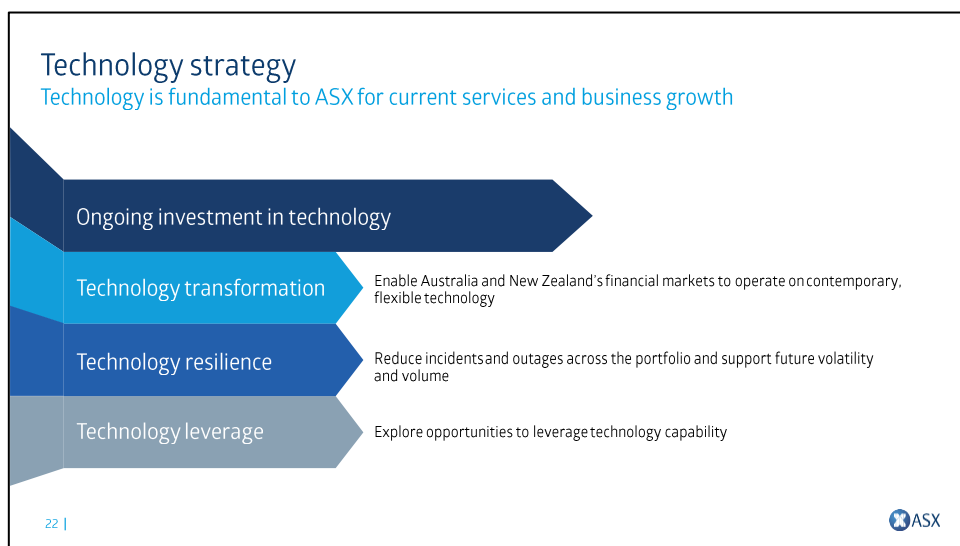 Technology strategy
Technology is fundamental to ASX for current services and business growth
Ongoing investment in technology
Technology transformation
Enable Australia and New Zealand's financial markets to operate on contemporary,
flexible technology
Technology resilience
Reduce incidents and outages across the portfolio and support future volatility
and volume
Technology leverage
Explore opportunities to leverage technology capability
22 |
ASX